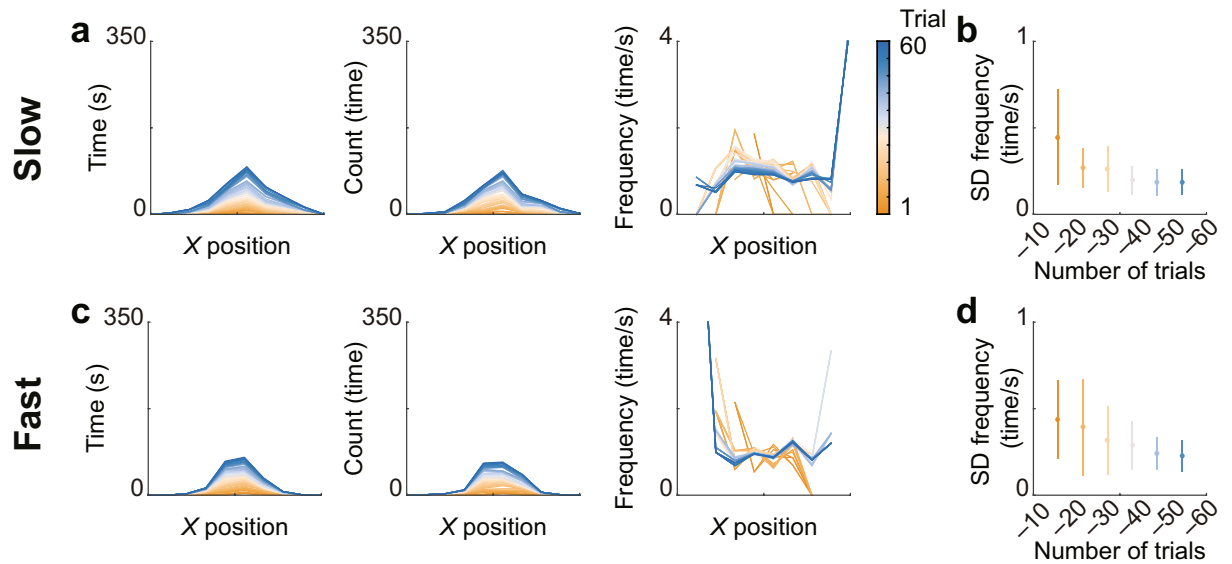 Slow
a
350
Time (s)
0
X position
350
Count (time)
0
X position
4
Frequency (time/s)
0
X position
Trial
60
1
b
1
SD frequency
(time/s)
0
–10
–20
–30
–40
–50
–60
Number of trials
Fast
c
350
Time (s)
0
X position
350
Count (time)
0
X position
4
Frequency (time/s)
0
X position
d
1
SD frequency
(time/s)
0
–10
–20
–30
–40
–50
–60
Number of trials